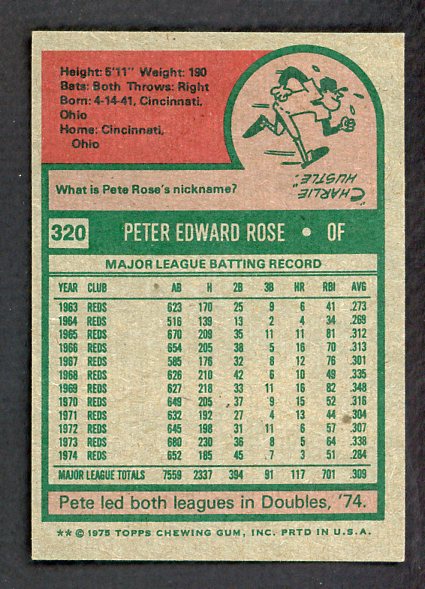 Height: 5'11" Weight: 190
Bats: Both Throws: Right
Born: 4-14-41, Cincinnati,
Ohio
Home: Cincinnati,
Ohio
What is Pete Rose's nickname?
"CHARLIE
HUSTLE."
320 PETER EDWARD ROSE • OF
MAJOR LEAGUE BATTING RECORD
YEAR CLUB AB H 2B 3B HR RBI AVG
1963 REDS 623 170 25 9 6 41 .273
1964 REDS 516 139 13 2 4 34 .269
1965 REDS 670 209 35 11 11 81 .312
1966 REDS 654 205 38 5 16 70 .313
1967 REDS 585 176 32 8 12 76 .301
1968 REDS 626 210 42 6 10 49 .335
1969 REDS 627 218 33 11 16 82 .348
1970 REDS 649 205 37 9 15 52 .316
1971 REDS 632 192 27 4 13 44 .304
1972 REDS 645 198 31 11 6 57 .307
1973 REDS 680 230 36 8 5 64 .338
1974 REDS 652 185 45 7 3 51 .284
MAJOR LEAGUE TOTALS 7559 2337 394 91 117 701 .309
Pete led both leagues in Doubles, '74.
** © 1975 TOPPS CHEWING GUM, INC. PRTD IN U.S.A.